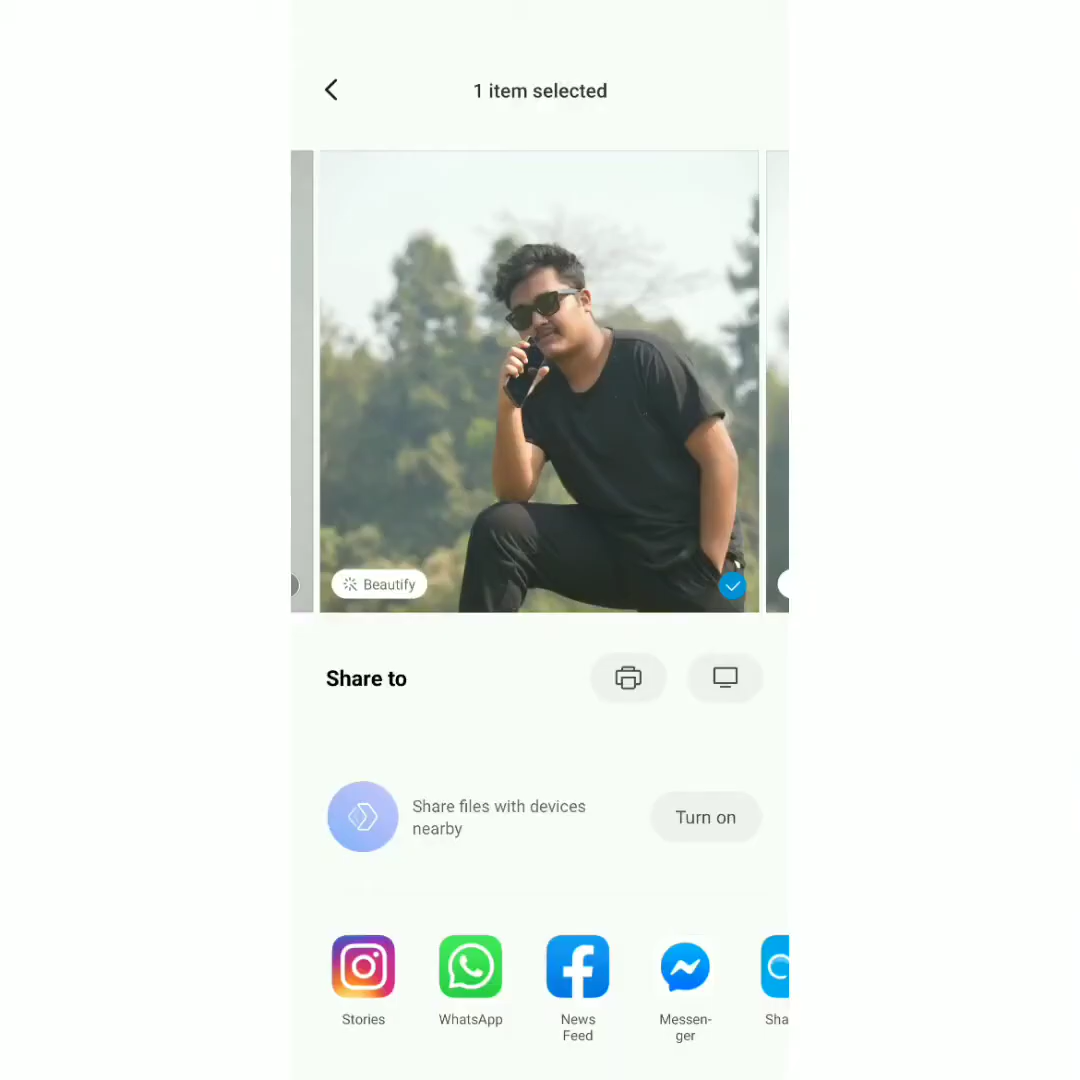 1 item selected
Beautify
Share to
Share files with devices
nearby
Turn on
Stories
WhatsApp
News
Feed
Messen-
ger
Sha